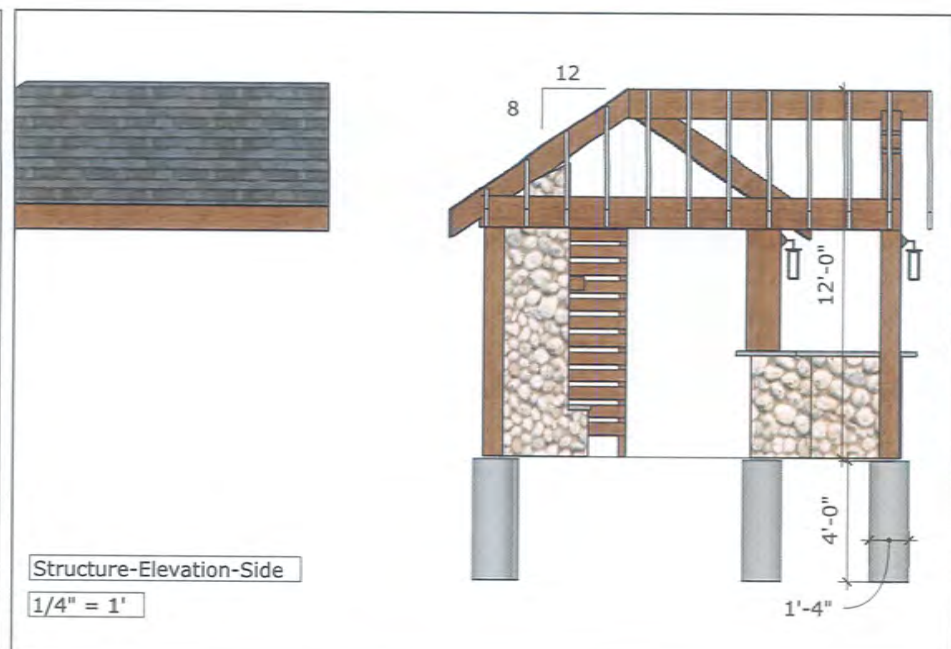 12
8
12'-0"
4'-0"
1'-4"
Structure-Elevation-Side
1/4" = 1'